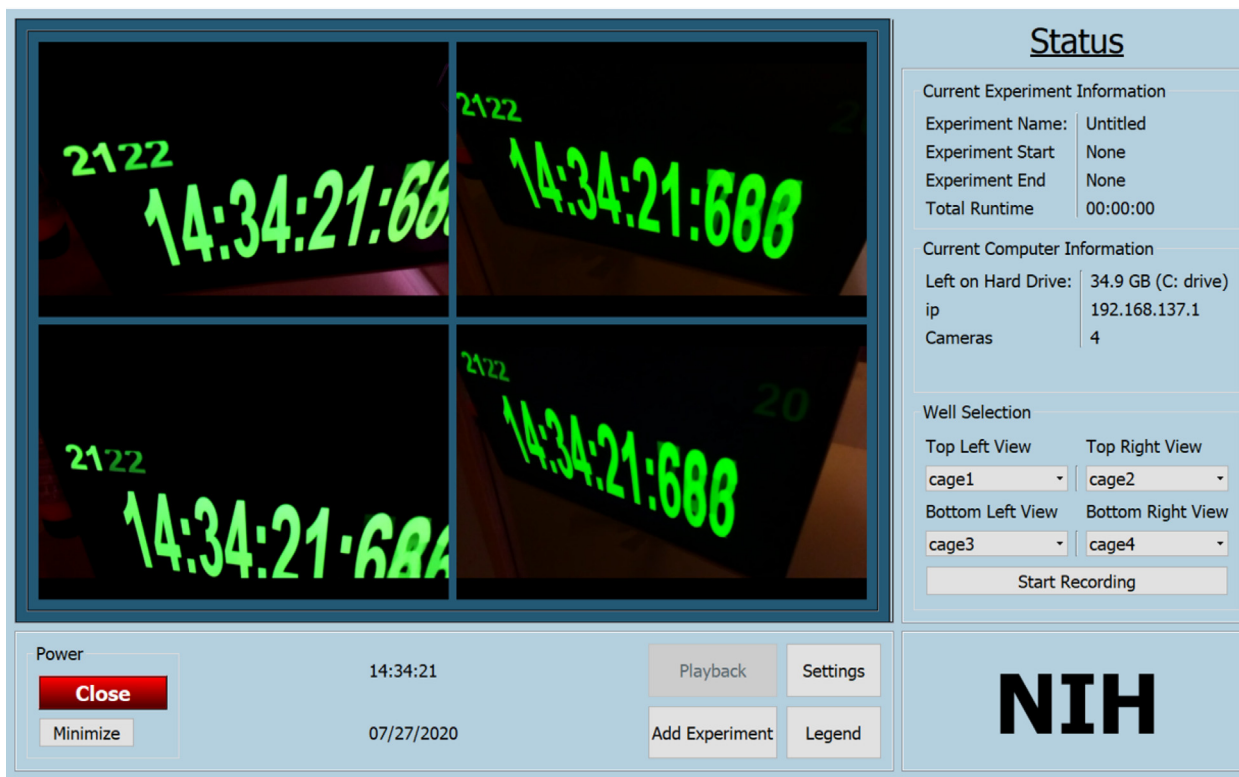 Status
2122
14:34:21:68
2122
20
14:34:21:688
2122
14:34:21:686
2122
20
14:34:21:688
Current Experiment Information
Experiment Name: Untitled
Experiment Start None
Experiment End None
Total Runtime 00:00:00
Current Computer Information
Left on Hard Drive: 34.9 GB (C: drive)
ip 192.168.137.1
Cameras 4
Well Selection
Top Left View Top Right View
cage1 cage2
Bottom Left View Bottom Right View
cage3 cage4
Start Recording
Power
Close
Minimize
14:34:21
07/27/2020
Playback Settings
Add Experiment Legend
NIH